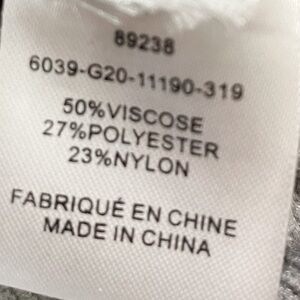 89238
6039-G20-11190-319
50%VISCOSE
27%POLYESTER
23%NYLON
FABRIQUÉ EN CHINE
MADE IN CHINA